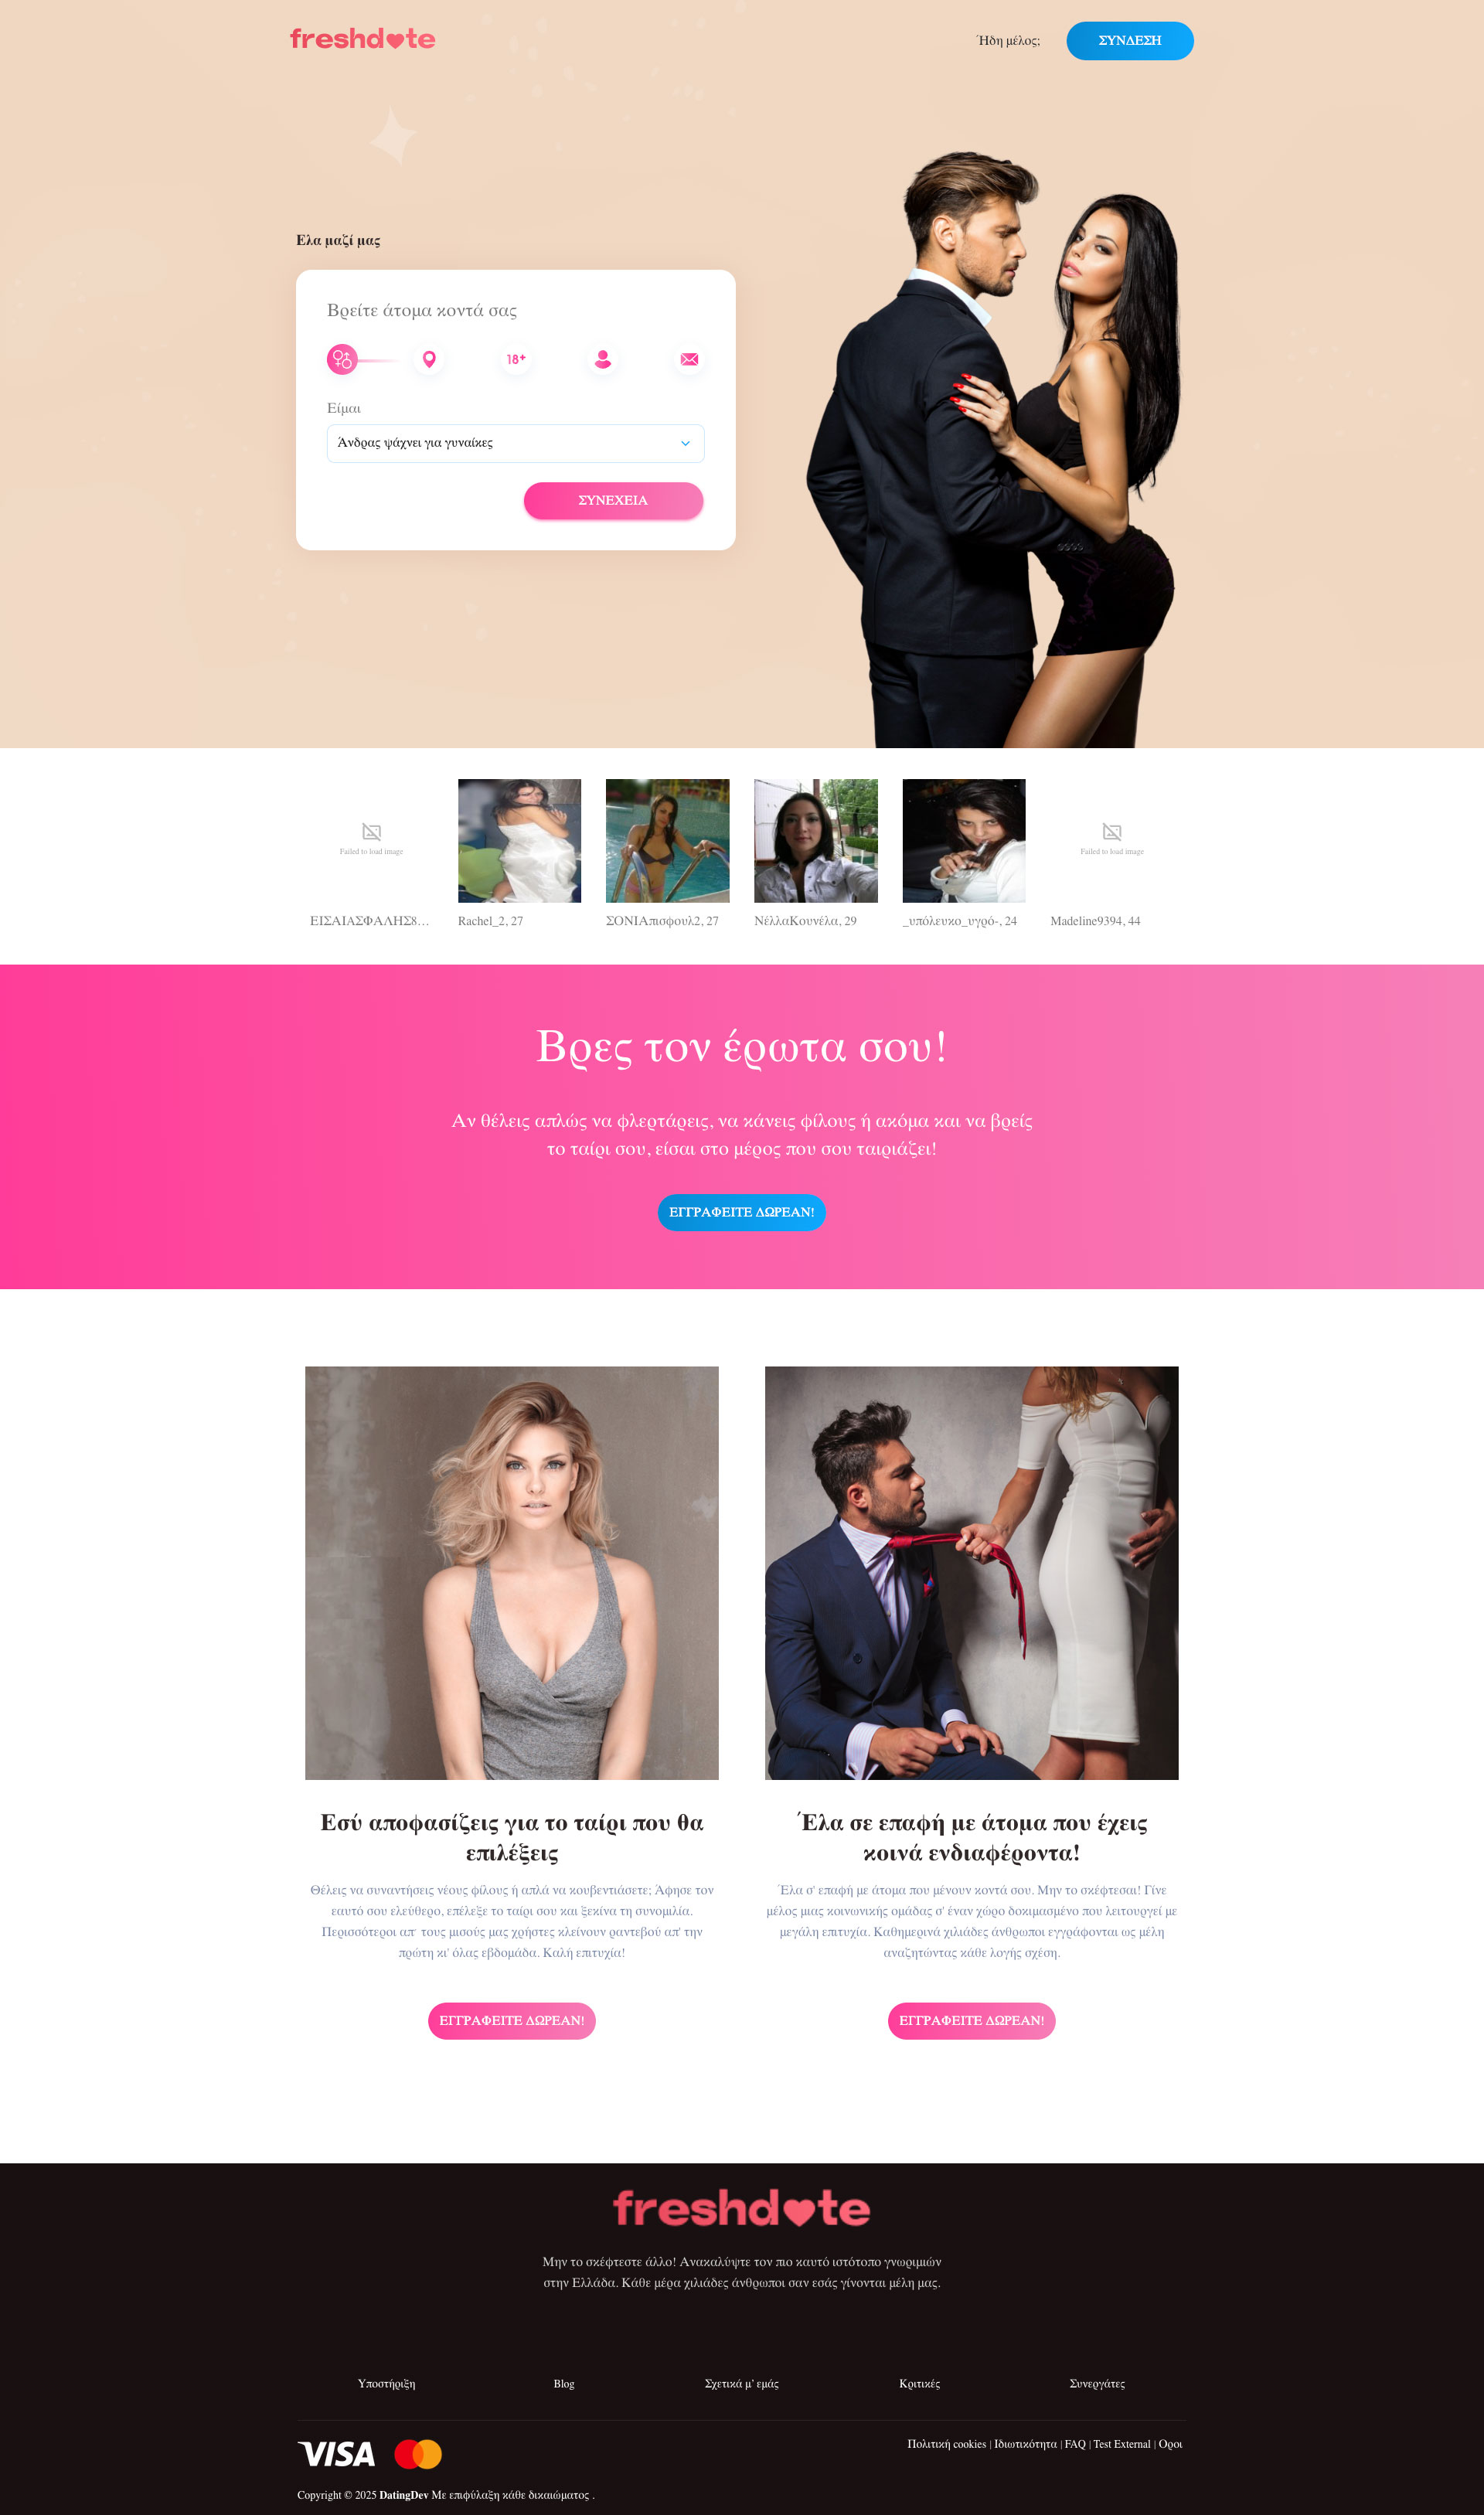 freshdate
Ήδη μέλος;
ΣΥΝΔΕΣΗ
Ελα μαζί μας
Βρείτε άτομα κοντά σας
18+
Είμαι
Άνδρας ψάχνει για γυναίκες
ΣΥΝΕΧΕΙΑ
Failed to load image
Failed to load image
ΕΙΣΑΙΑΣΦΑΛΗΣ8…
Rachel_2, 27
ΣΟΝΙΑπισφουλ2, 27
ΝέλλαΚουνέλα, 29
_υπόλευκο_υγρό-, 24
Madeline9394, 44
Βρες τον έρωτα σου!
Αν θέλεις απλώς να φλερτάρεις, να κάνεις φίλους ή ακόμα και να βρείς
το ταίρι σου, είσαι στο μέρος που σου ταιριάζει!
ΕΓΓΡΑΦΕΙΤΕ ΔΩΡΕΑΝ!
Εσύ αποφασίζεις για το ταίρι που θα
επιλέξεις
Θέλεις να συναντήσεις νέους φίλους ή απλά να κουβεντιάσετε; Άφησε τον
εαυτό σου ελεύθερο, επέλεξε το ταίρι σου και ξεκίνα τη συνομιλία.
Περισσότεροι απ΄ τους μισούς μας χρήστες κλείνουν ραντεβού απ' την
πρώτη κι' όλας εβδομάδα. Καλή επιτυχία!
ΕΓΓΡΑΦΕΙΤΕ ΔΩΡΕΑΝ!
Έλα σε επαφή με άτομα που έχεις
κοινά ενδιαφέροντα!
Έλα σ' επαφή με άτομα που μένουν κοντά σου. Μην το σκέφτεσαι! Γίνε
μέλος μιας κοινωνικής ομάδας σ' έναν χώρο δοκιμασμένο που λειτουργεί με
μεγάλη επιτυχία. Καθημερινά χιλιάδες άνθρωποι εγγράφονται ως μέλη
αναζητώντας κάθε λογής σχέση.
ΕΓΓΡΑΦΕΙΤΕ ΔΩΡΕΑΝ!
freshdate
Μην το σκέφτεστε άλλο! Ανακαλύψτε τον πιο καυτό ιστότοπο γνωριμιών
στην Ελλάδα. Κάθε μέρα χιλιάδες άνθρωποι σαν εσάς γίνονται μέλη μας.
Υποστήριξη
Blog
Σχετικά μ’ εμάς
Κριτικές
Συνεργάτες
VISA
Πολιτική cookies | Ιδιωτικότητα | FAQ | Test External | Οροι
Copyright © 2025 DatingDev Με επιφύλαξη κάθε δικαιώματος .